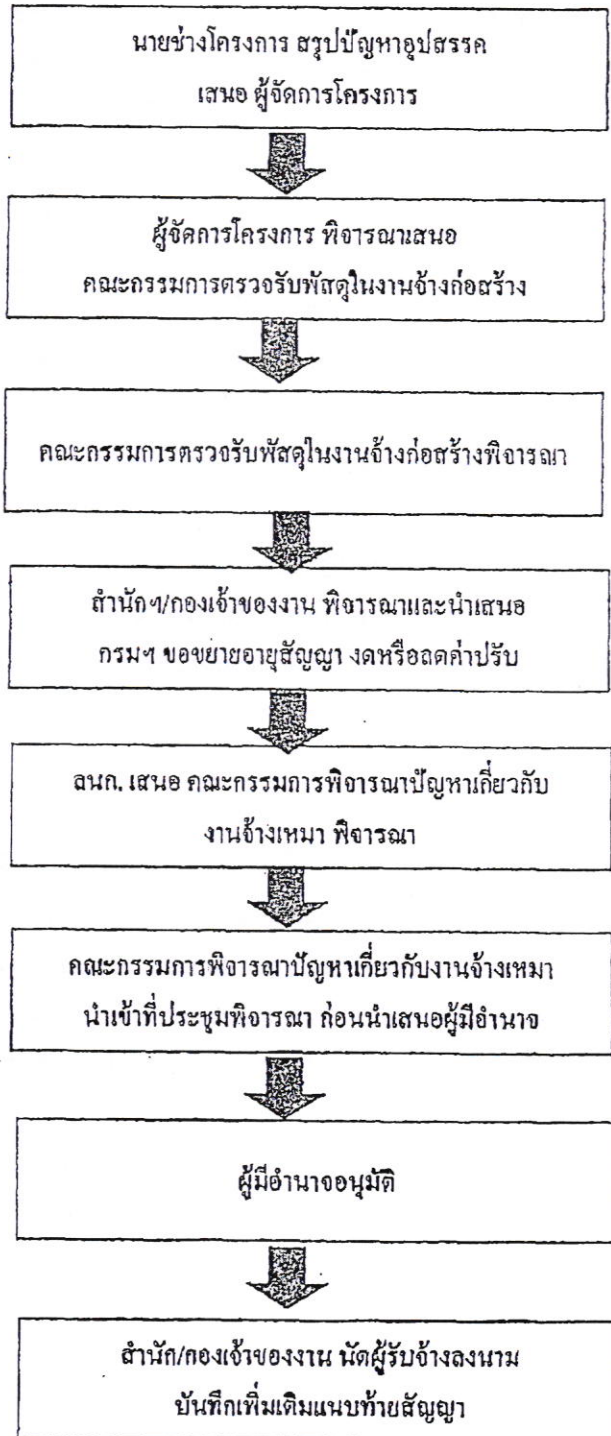 นายช่างโครงการ สรุปปัญหาอุปสรรค
เสนอ ผู้จัดการโครงการ
ผู้จัดการโครงการ พิจารณาเสนอ
คณะกรรมการตรวจรับพัสดุในงานจ้างก่อสร้าง
คณะกรรมการตรวจรับพัสดุในงานจ้างก่อสร้างพิจารณา
สำนักฯ/กองเจ้าของงาน พิจารณาและนำเสนอ
กรมฯ ขอขยายอายุสัญญา งดหรือลดค่าปรับ
ลนก. เสนอ คณะกรรมการพิจารณาปัญหาเกี่ยวกับ
งานจ้างเหมา พิจารณา
คณะกรรมการพิจารณาปัญหาเกี่ยวกับงานจ้างเหมา
นำเข้าที่ประชุมพิจารณา ก่อนนำเสนอผู้มีอำนาจ
ผู้มีอำนาจอนุมัติ
สำนัก/กองเจ้าของงาน นัดผู้รับจ้างลงนาม
บันทึกเพิ่มเติมแนบท้ายสัญญา